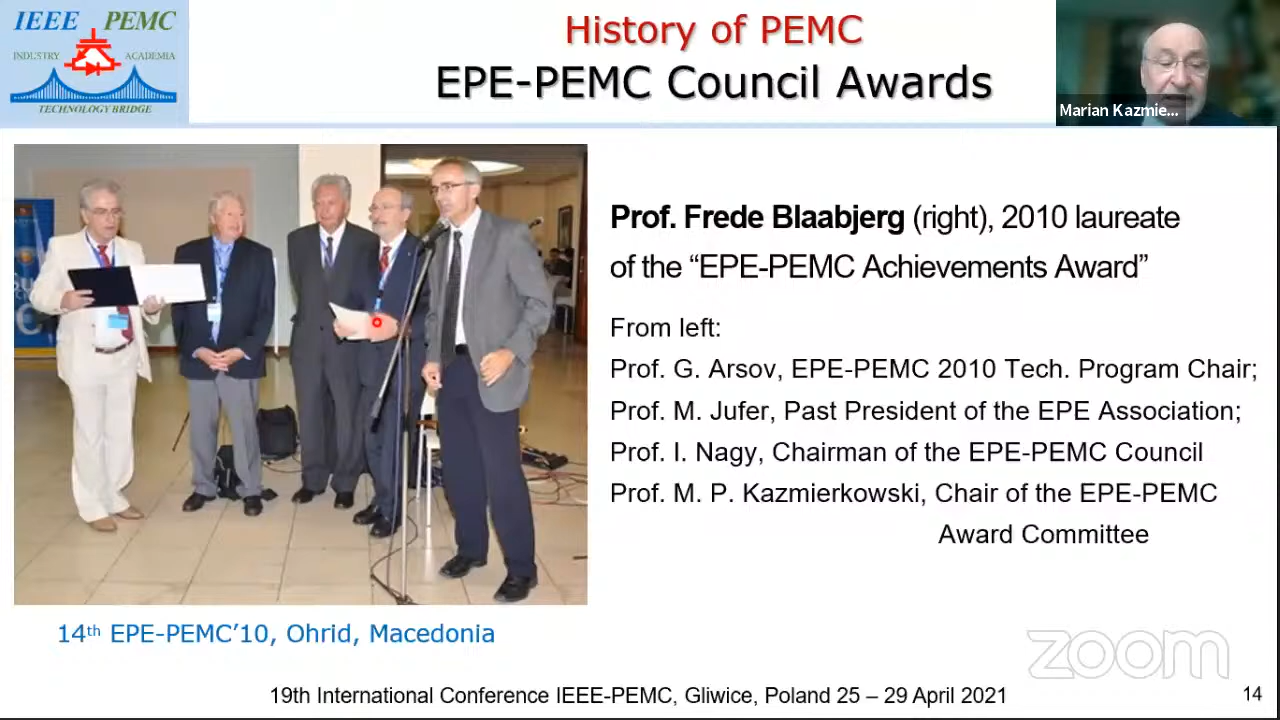 IEEE PEMC
INDUSTRY ACADEMIA
TECHNOLOGY BRIDGE
History of PEMC
EPE-PEMC Council Awards
Marian Kazmie...
Prof. Frede Blaabjerg (right), 2010 laureate
of the “EPE-PEMC Achievements Award”
From left:
Prof. G. Arsov, EPE-PEMC 2010 Tech. Program Chair;
Prof. M. Jufer, Past President of the EPE Association;
Prof. I. Nagy, Chairman of the EPE-PEMC Council
Prof. M. P. Kazmierkowski, Chair of the EPE-PEMC
Award Committee
14th EPE-PEMC’10, Ohrid, Macedonia
zoom
19th International Conference IEEE-PEMC, Gliwice, Poland 25 – 29 April 2021
14